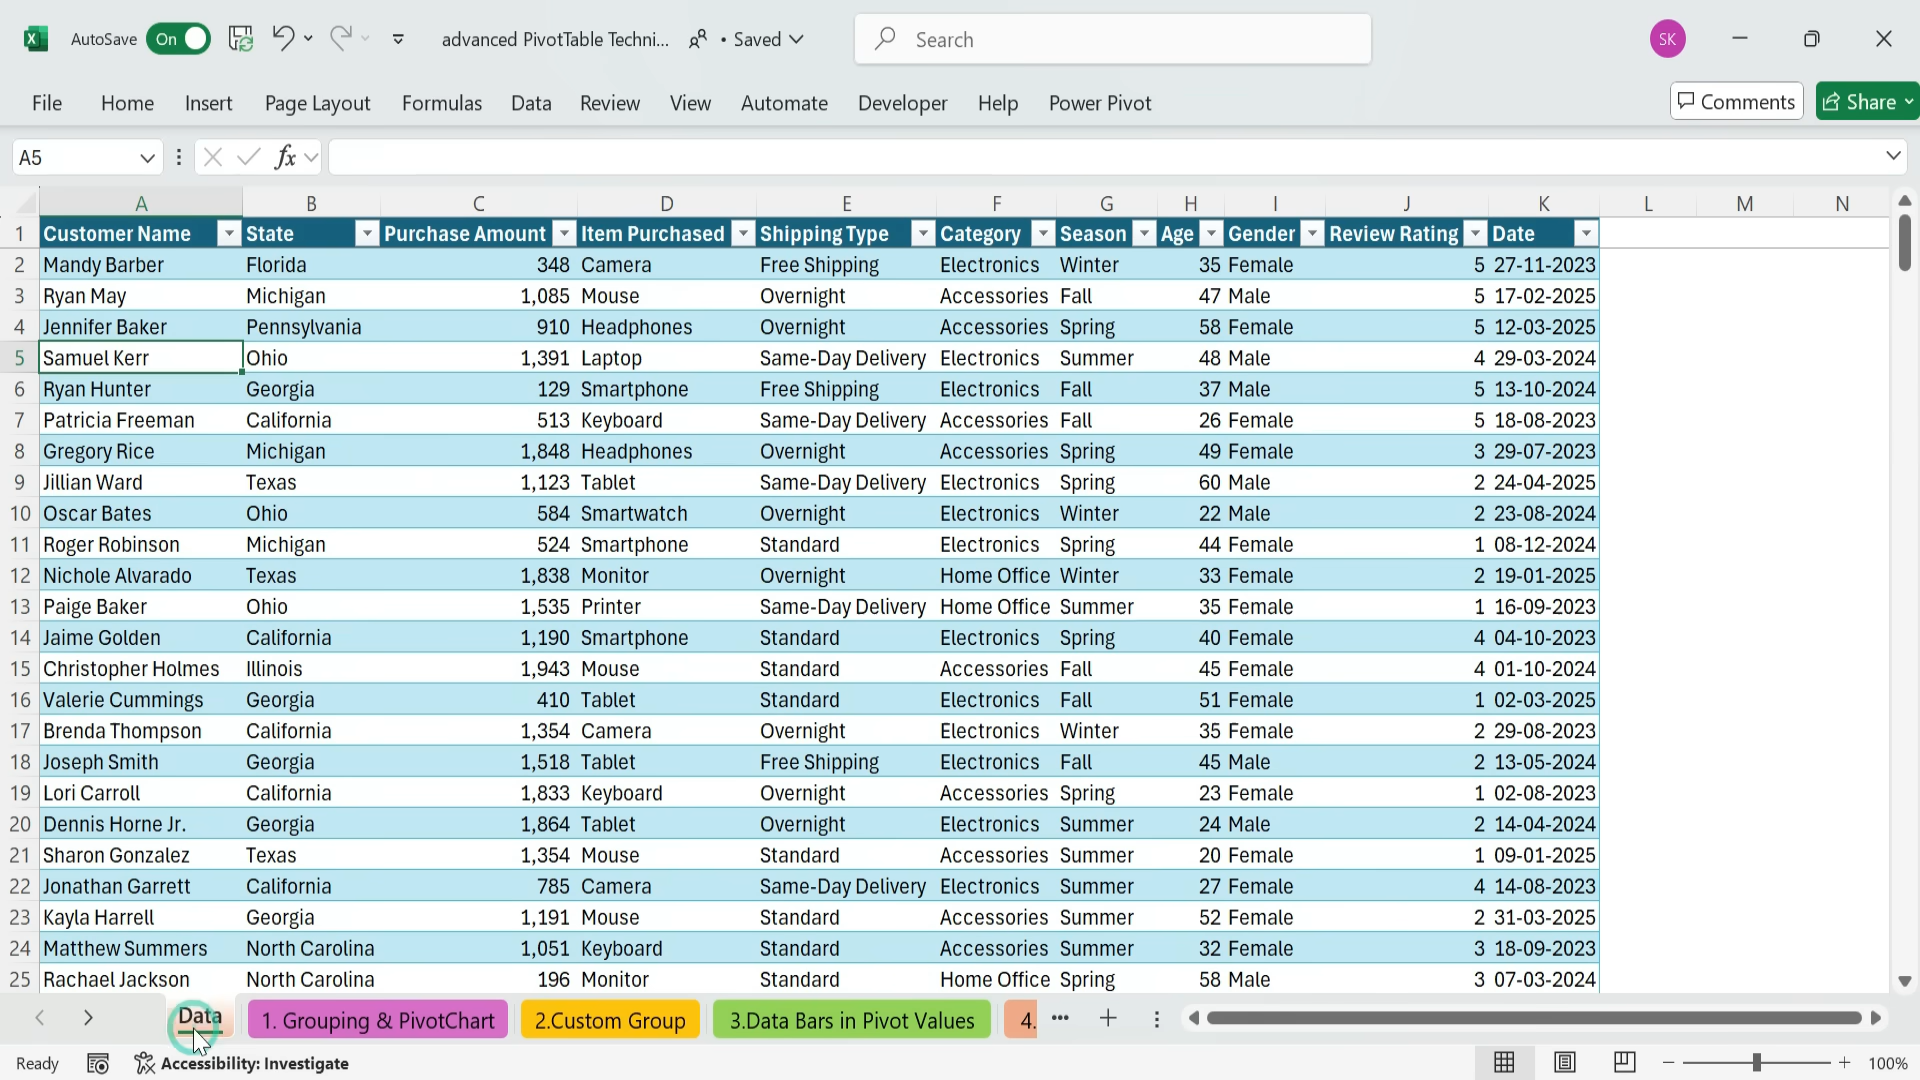 AutoSave On advanced PivotTable Techni... • Saved Search SK
File Home Insert Page Layout Formulas Data Review View Automate Developer Help Power Pivot Comments Share
A5 fx
A B C D E F G H I J K L M N
1 Customer Name State Purchase Amount Item Purchased Shipping Type Category Season Age Gender Review Rating Date
2 Mandy Barber Florida 348 Camera Free Shipping Electronics Winter 35 Female 5 27-11-2023
3 Ryan May Michigan 1,085 Mouse Overnight Accessories Fall 47 Male 5 17-02-2025
4 Jennifer Baker Pennsylvania 910 Headphones Overnight Accessories Spring 58 Female 5 12-03-2025
5 Samuel Kerr Ohio 1,391 Laptop Same-Day Delivery Electronics Summer 48 Male 4 29-03-2024
6 Ryan Hunter Georgia 129 Smartphone Free Shipping Electronics Fall 37 Male 5 13-10-2024
7 Patricia Freeman California 513 Keyboard Same-Day Delivery Accessories Fall 26 Female 5 18-08-2023
8 Gregory Rice Michigan 1,848 Headphones Overnight Accessories Spring 49 Female 3 29-07-2023
9 Jillian Ward Texas 1,123 Tablet Same-Day Delivery Electronics Spring 60 Male 2 24-04-2025
10 Oscar Bates Ohio 584 Smartwatch Overnight Electronics Winter 22 Male 2 23-08-2024
11 Roger Robinson Michigan 524 Smartphone Standard Electronics Spring 44 Female 1 08-12-2024
12 Nichole Alvarado Texas 1,838 Monitor Overnight Home Office Winter 33 Female 2 19-01-2025
13 Paige Baker Ohio 1,535 Printer Same-Day Delivery Home Office Summer 35 Female 1 16-09-2023
14 Jaime Golden California 1,190 Smartphone Standard Electronics Spring 40 Female 4 04-10-2023
15 Christopher Holmes Illinois 1,943 Mouse Standard Accessories Fall 45 Female 4 01-10-2024
16 Valerie Cummings Georgia 410 Tablet Standard Electronics Fall 51 Female 1 02-03-2025
17 Brenda Thompson California 1,354 Camera Overnight Electronics Winter 35 Female 2 29-08-2023
18 Joseph Smith Georgia 1,518 Tablet Free Shipping Electronics Fall 45 Male 2 13-05-2024
19 Lori Carroll California 1,833 Keyboard Overnight Accessories Spring 23 Female 1 02-08-2023
20 Dennis Horne Jr. Georgia 1,864 Tablet Overnight Electronics Summer 24 Male 2 14-04-2024
21 Sharon Gonzalez Texas 1,354 Mouse Standard Accessories Summer 20 Female 1 09-01-2025
22 Jonathan Garrett California 785 Camera Same-Day Delivery Electronics Summer 27 Female 4 14-08-2023
23 Kayla Harrell Georgia 1,191 Mouse Standard Accessories Summer 52 Female 2 31-03-2025
24 Matthew Summers North Carolina 1,051 Keyboard Standard Accessories Summer 32 Female 3 18-09-2023
25 Rachael Jackson North Carolina 196 Monitor Standard Home Office Spring 58 Male 3 07-03-2024
Data 1. Grouping & PivotChart 2.Custom Group 3.Data Bars in Pivot Values 4.
Ready Accessibility: Investigate 100%